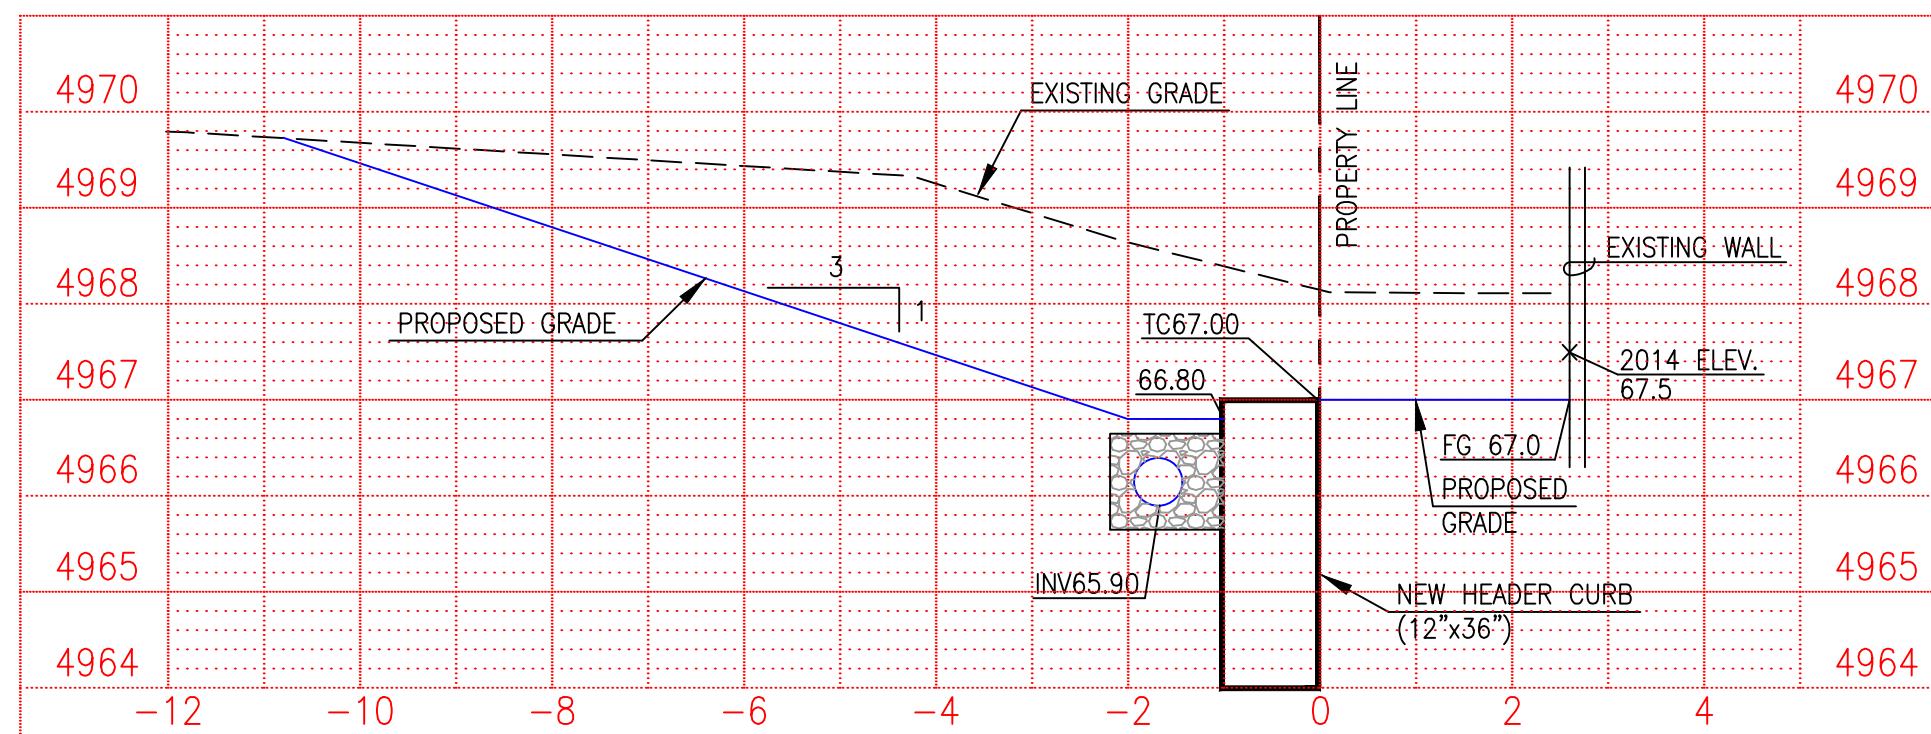 4970
EXISTING GRADE
PROPERTY LINE
4970
4969
4969
EXISTING WALL
4968
3
1
4968
PROPOSED GRADE
TC67.00
4967
66.80
2014 ELEV.
67.5
4967
4966
FG 67.0
4966
PROPOSED
GRADE
4965
INV65.90
4965
NEW HEADER CURB
(12"x36")
4964
4964
-12 -10 -8 -6 -4 -2 0 2 4